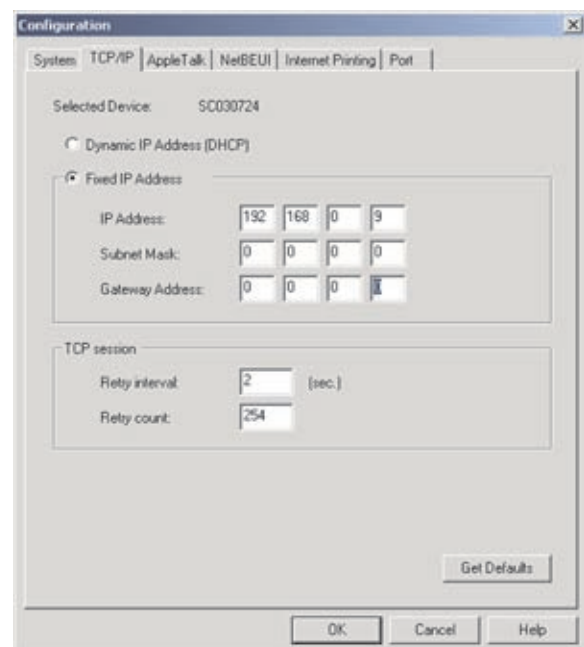 Configuration
System TCP/IP AppleTalk NetBEUI Internet Printing Port
Selected Device: SC030724
Dynamic IP Address (DHCP)
Fixed IP Address
IP Address: 192 168 0 9
Subnet Mask: 0 0 0 0
Gateway Address: 0 0 0
TCP session
Retry interval: 2 (sec.)
Retry count: 254
Get Defaults
OK Cancel Help